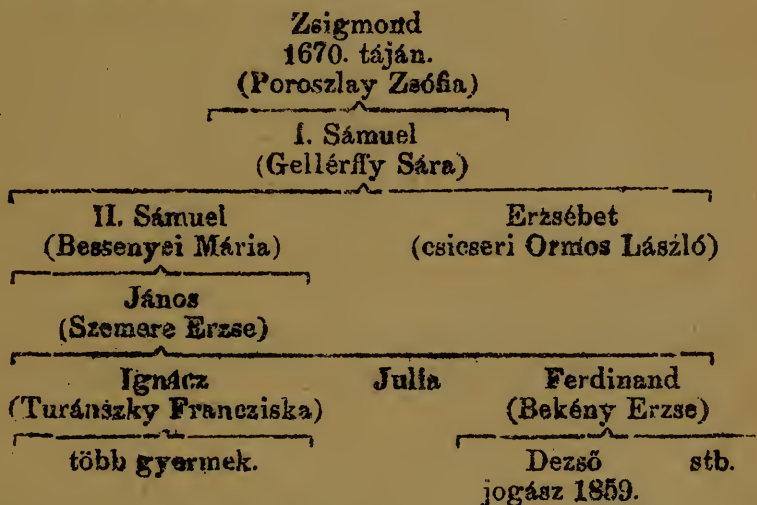 Zsigmond
1670. táján.
(Poroszlay Zsófia)
I. Sámuel
(Gellérffy Sára)
II. Sámuel Erzsébet
(Bessenyei Mária) (csicseri Ormos László)
János
(Szemere Erzse)
Ignácz Julia Ferdinand
(Turánszky Francziska) (Bekény Erzse)
több gyermek. Dezső stb.
jogász 1859.